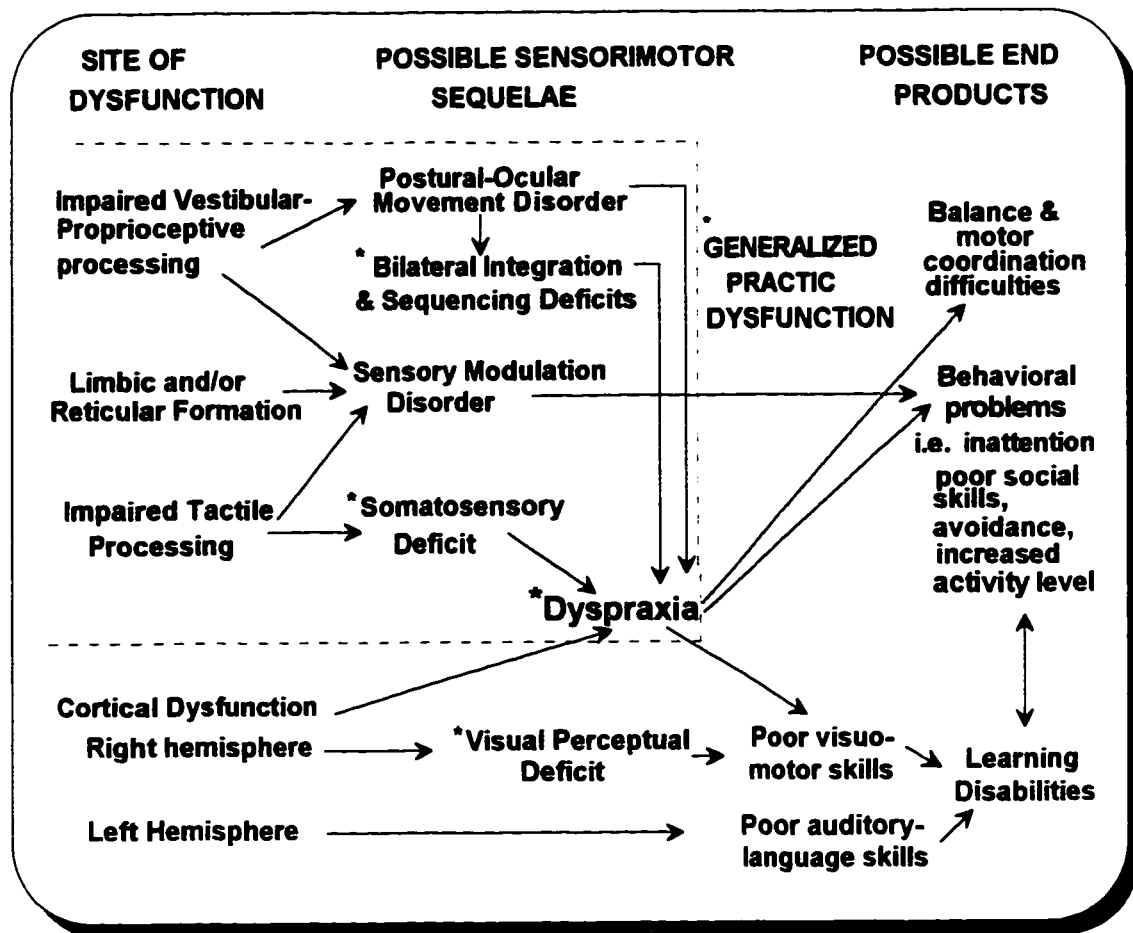 SITE OF
DYSFUNCTION
POSSIBLE SENSORIMOTOR
SEQUELAE
POSSIBLE END
PRODUCTS
Impaired Vestibular-
Proprioceptive
processing
Postural-Ocular
Movement Disorder
* Bilateral Integration
& Sequencing Deficits
*
GENERALIZED
PRACTIC
DYSFUNCTION
Balance &
motor
coordination
difficulties
Limbic and/or
Reticular Formation
Sensory Modulation
Disorder
Behavioral
problems
i.e. inattention
poor social
skills,
avoidance,
increased
activity level
Impaired Tactile
Processing
*Somatosensory
Deficit
*Dyspraxia
Cortical Dysfunction
Right hemisphere
*Visual Perceptual
Deficit
Poor visuo-
motor skills
Learning
Disabilities
Left Hemisphere
Poor auditory-
language skills